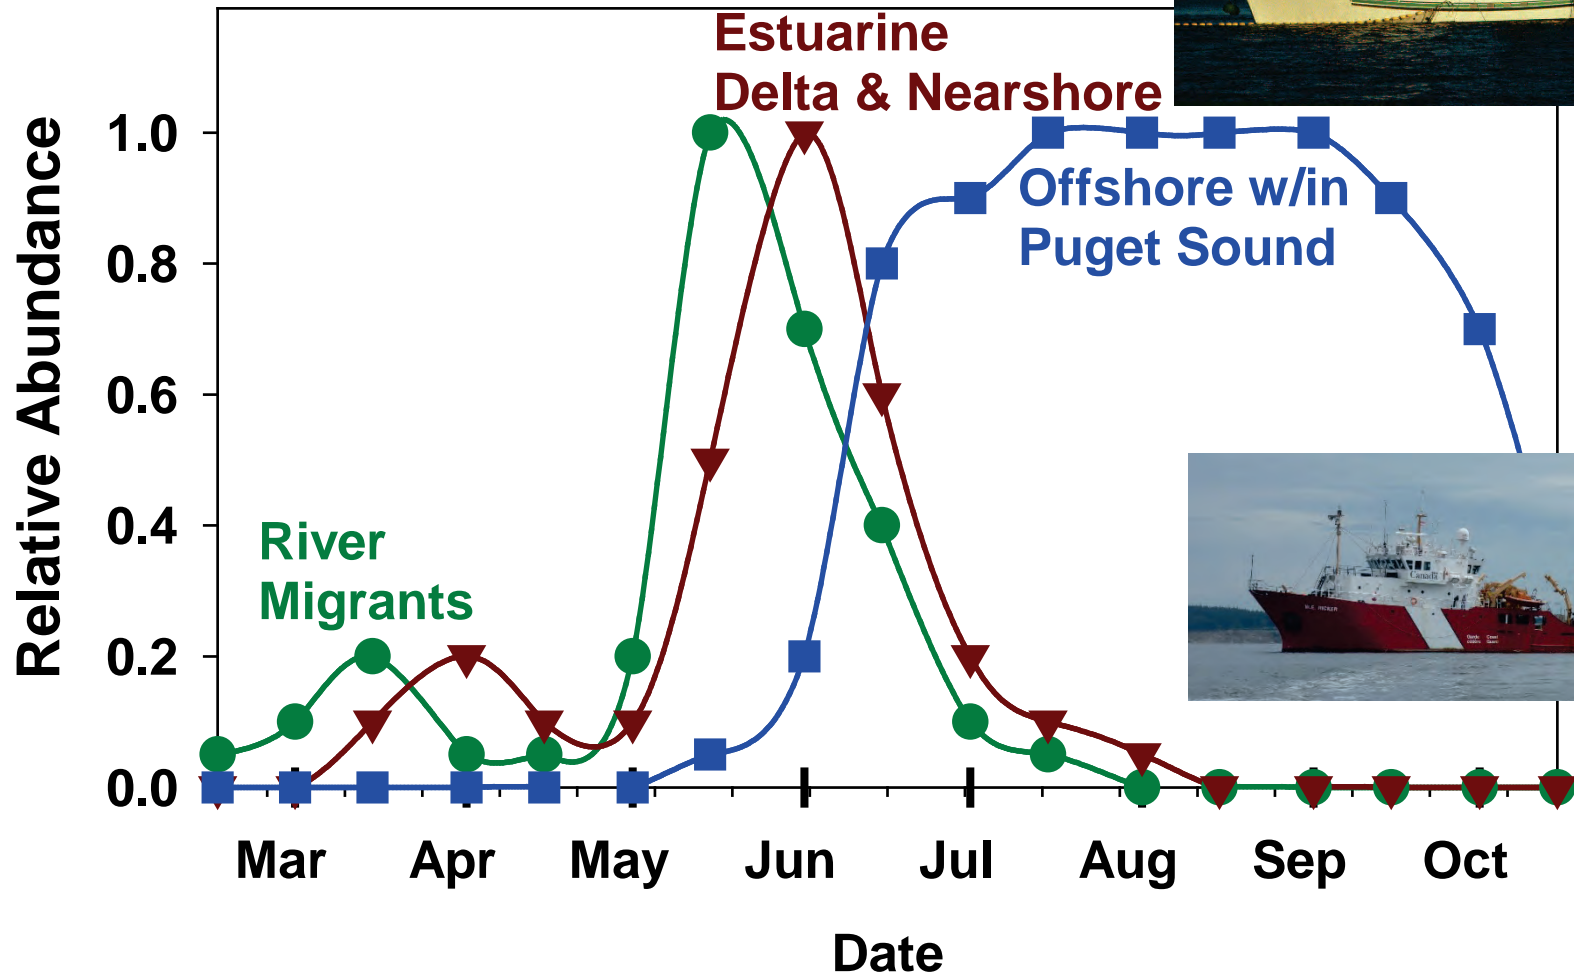 Estuarine
Delta & Nearshore
Offshore w/in
Puget Sound
River
Migrants
Relative Abundance
1.0
0.8
0.6
0.4
0.2
0.0
Mar Apr May Jun Jul Aug Sep Oct
Date
Canada